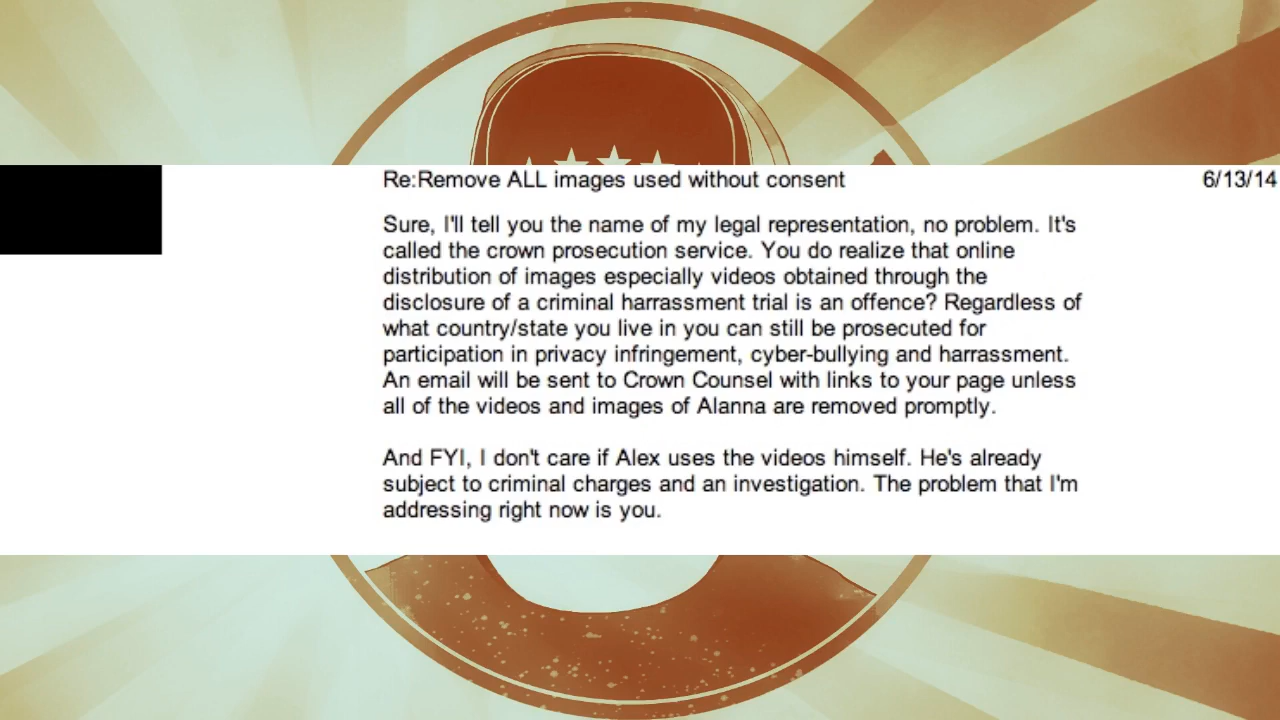 Re:Remove ALL images used without consent 6/13/14
Sure, I'll tell you the name of my legal representation, no problem. It's
called the crown prosecution service. You do realize that online
distribution of images especially videos obtained through the
disclosure of a criminal harrassment trial is an offence? Regardless of
what country/state you live in you can still be prosecuted for
participation in privacy infringement, cyber-bullying and harrassment.
An email will be sent to Crown Counsel with links to your page unless
all of the videos and images of Alanna are removed promptly.
And FYI, I don't care if Alex uses the videos himself. He's already
subject to criminal charges and an investigation. The problem that I'm
addressing right now is you.